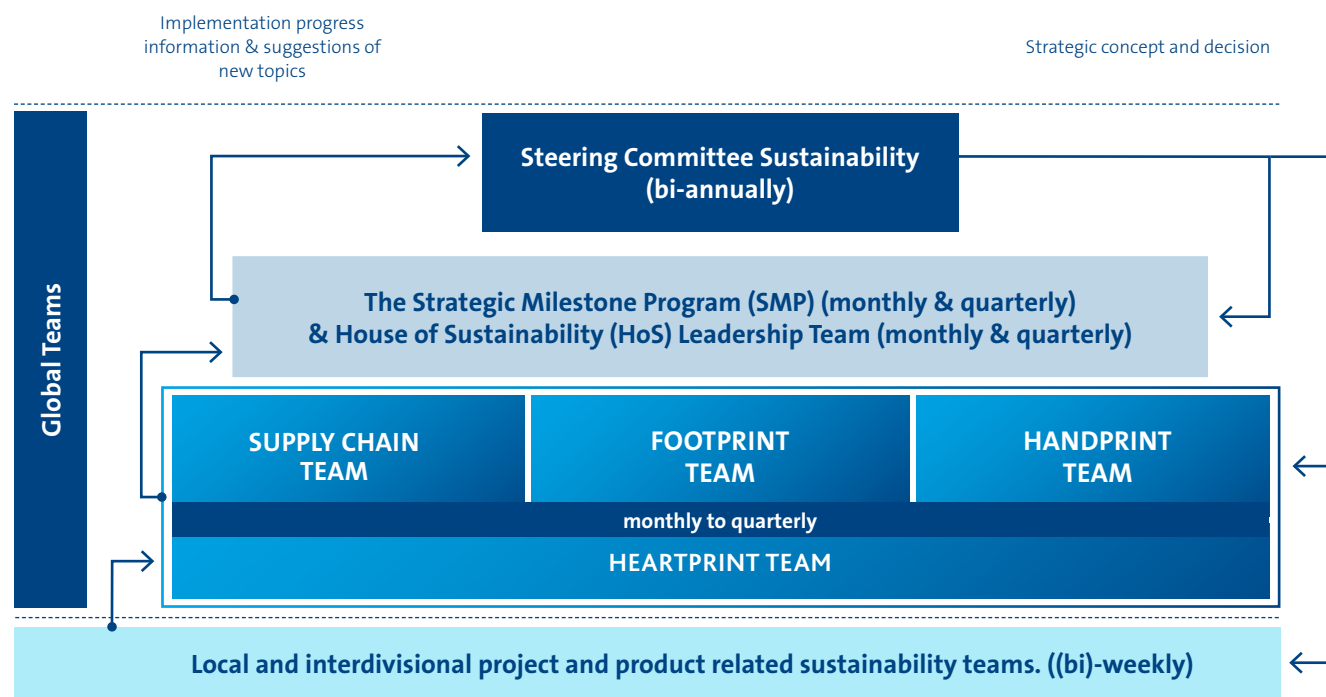 Implementation progress
information & suggestions of
new topics
Strategic concept and decision
Global Teams
Steering Committee Sustainability
(bi-annually)
The Strategic Milestone Program (SMP) (monthly & quarterly)
& House of Sustainability (HoS) Leadership Team (monthly & quarterly)
SUPPLY CHAIN
TEAM
FOOTPRINT
TEAM
HANDPRINT
TEAM
monthly to quarterly
HEARTPRINT TEAM
Local and interdivisional project and product related sustainability teams. ((bi)-weekly)